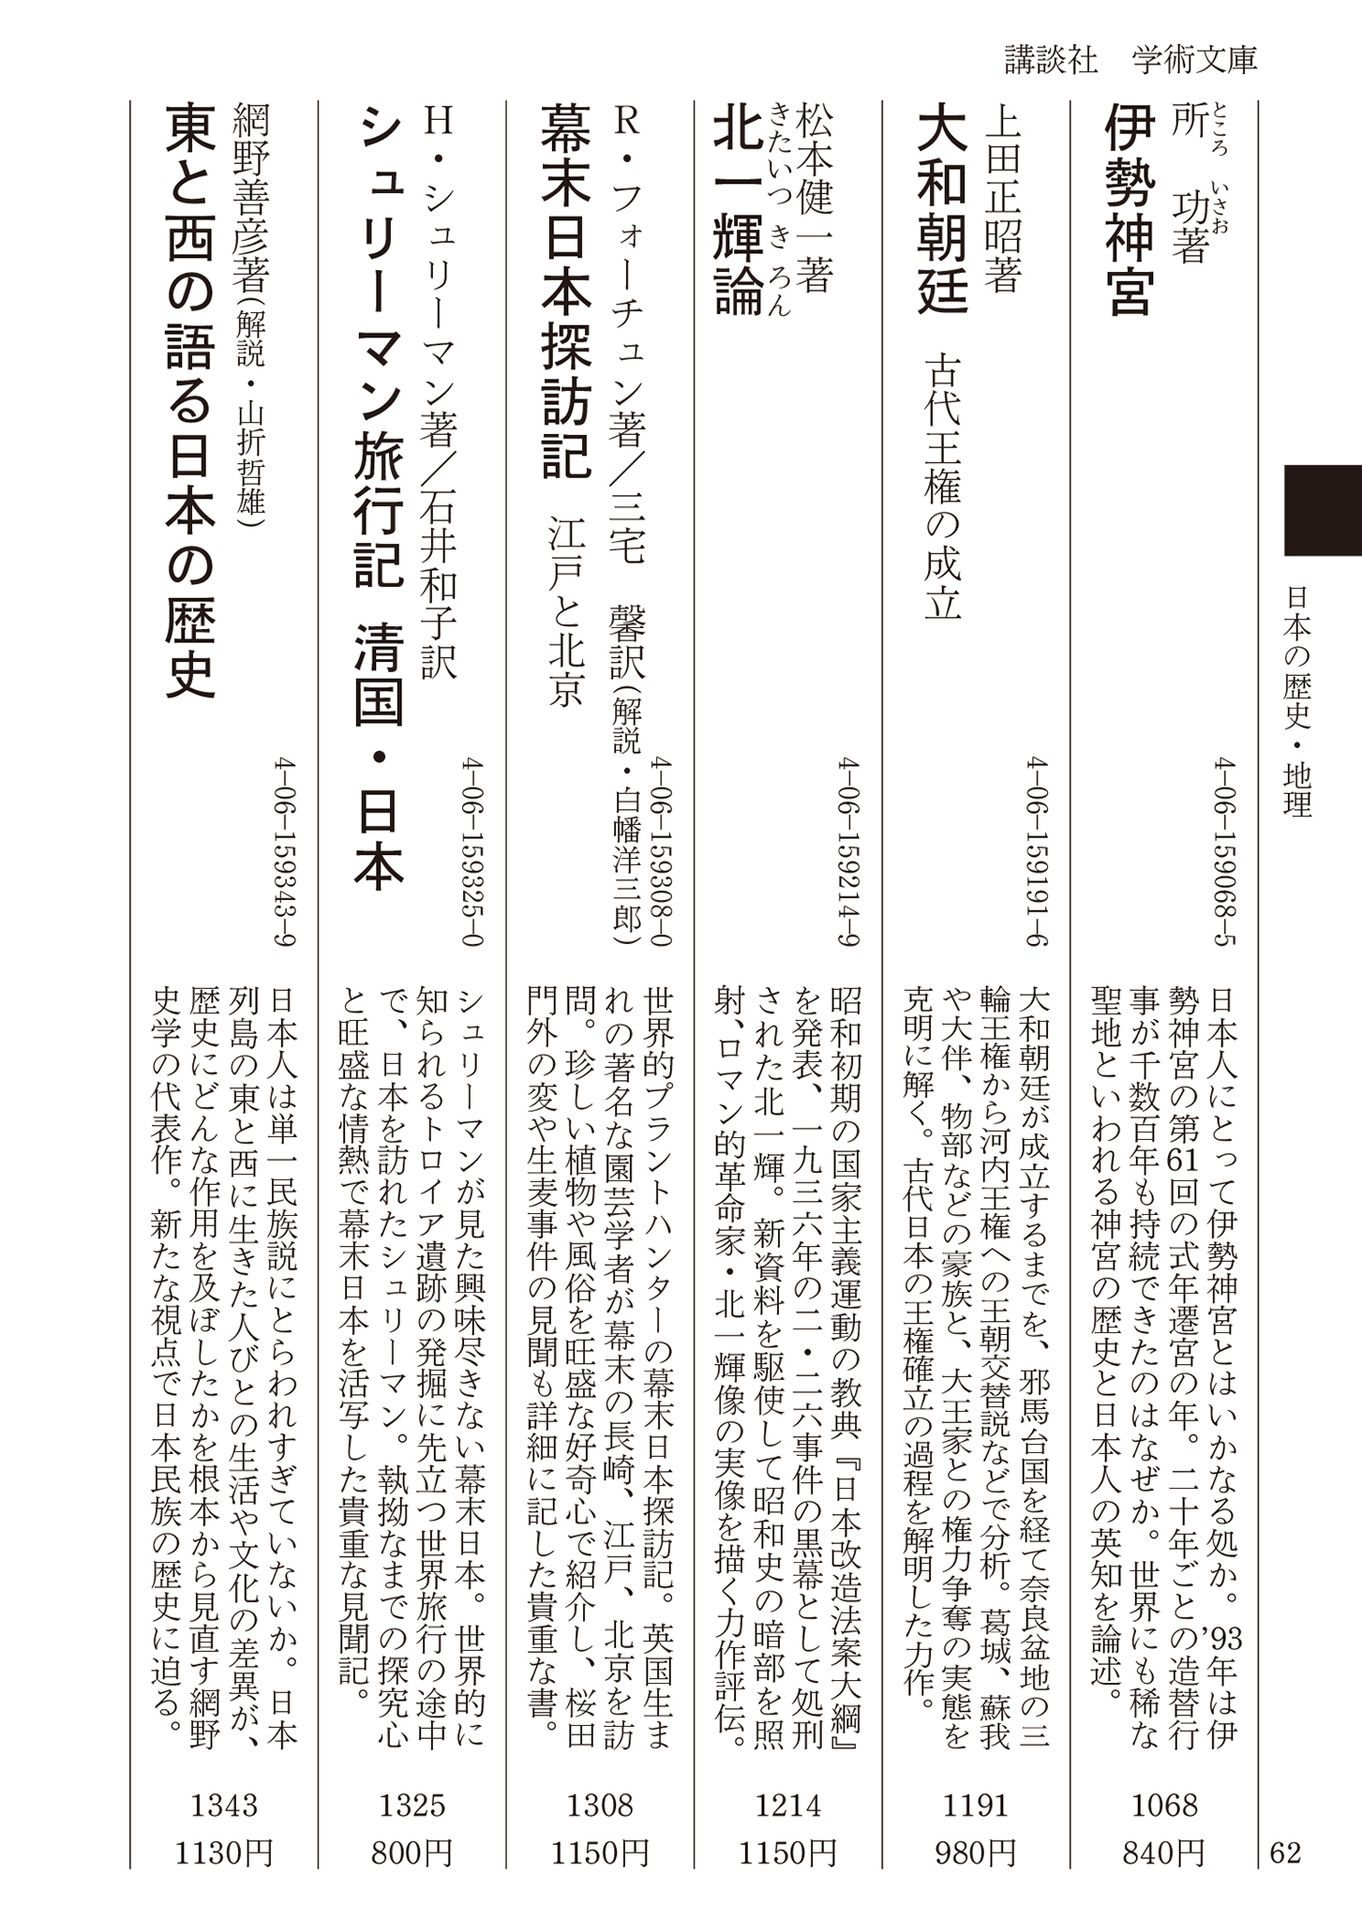 講談社　学術文庫
日本の歴史・地理
所　功著
ところ　いさお
伊勢神宮
4-06-159068-5
日本人にとって伊勢神宮とはいかなる処か。’93年は伊
勢神宮の第61回の式年遷宮の年。二十年ごとの造替行
事が千数百年も持続できたのはなぜか。世界にも稀な
聖地といわれる神宮の歴史と日本人の英知を論述。
1068
840円
上田正昭著
大和朝廷　古代王権の成立
4-06-159191-6
大和朝廷が成立するまでを、邪馬台国を経て奈良盆地の三
輪王権から河内王権への王朝交替説などで分析。葛城、蘇我
や大伴、物部などの豪族と、大王家との権力争奪の実態を
克明に解く。古代日本の王権確立の過程を解明した力作。
1191
980円
松本健一著
きたいつきろん
北一輝論
4-06-159214-9
昭和初期の国家主義運動の教典『日本改造法案大綱』
を発表、一九三六年の二・二六事件の黒幕として処刑
された北一輝。新資料を駆使して昭和史の暗部を照
射、ロマン的革命家・北一輝像の実像を描く力作評伝。
1214
1150円
R・フォーチュン著／三宅　馨訳(解説・白幡洋三郎)
幕末日本探訪記　江戸と北京
4-06-159308-0
世界的プラントハンターの幕末日本探訪記。英国生ま
れの著名な園芸学者が幕末の長崎、江戸、北京を訪
問。珍しい植物や風俗を旺盛な好奇心で紹介し、桜田
門外の変や生麦事件の見聞も詳細に記した貴重な書。
1308
1150円
H・シュリーマン著／石井和子訳
シュリーマン旅行記　清国・日本
4-06-159325-0
シュリーマンが見た興味尽きない幕末日本。世界的に
知られるトロイア遺跡の発掘に先立つ世界旅行の途中
で、日本を訪れたシュリーマン。執拗なまでの探究心
と旺盛な情熱で幕末日本を活写した貴重な見聞記。
1325
800円
網野善彦著(解説・山折哲雄)
東と西の語る日本の歴史
4-06-159343-9
日本人は単一民族説にとらわれすぎていないか。日本
列島の東と西に生きた人びとの生活や文化の差異が、
歴史にどんな作用を及ぼしたかを根本から見直す網野
史学の代表作。新たな視点で日本民族の歴史に迫る。
1343
1130円
62